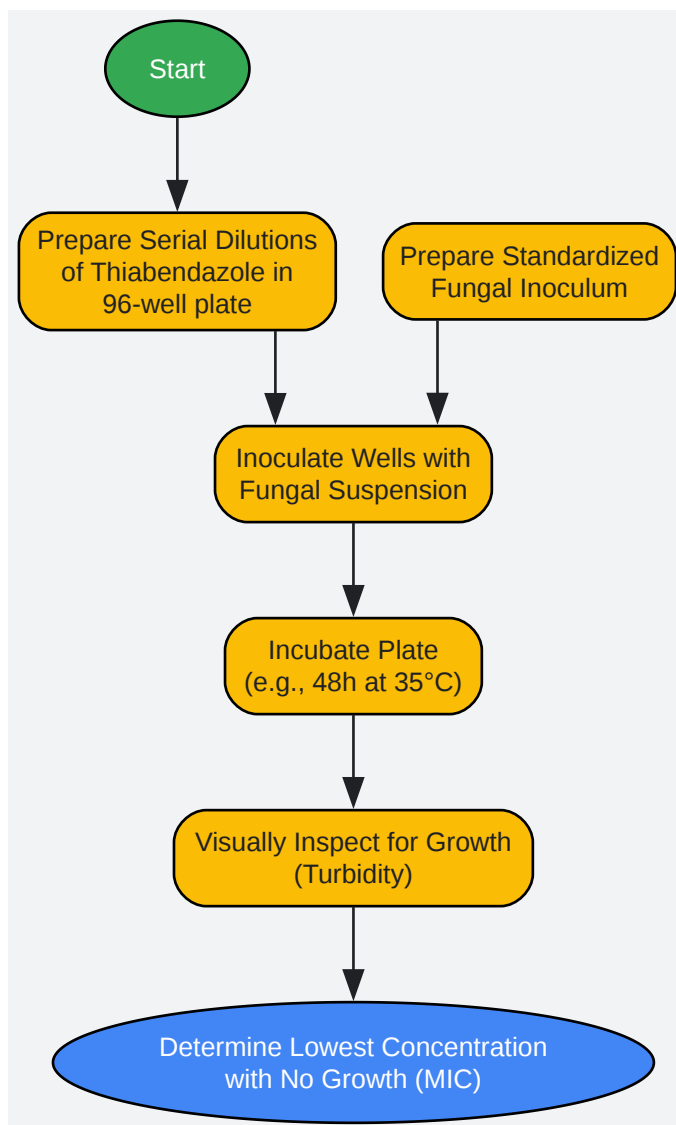 Start
Prepare Serial Dilutions
of Thiabendazole in
96-well plate
Prepare Standardized
Fungal Inoculum
Inoculate Wells with
Fungal Suspension
Incubate Plate
(e.g., 48h at 35°C)
Visually Inspect for Growth
(Turbidity)
Determine Lowest Concentration
with No Growth (MIC)